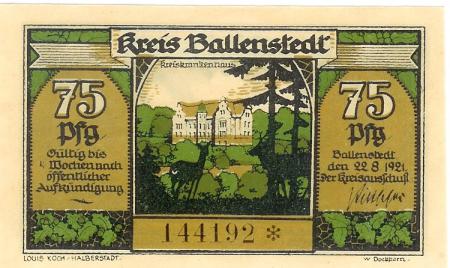 Kreis Ballenstedt
Kreiskrankenhaus
75
Pfg
Gültig bis
4 Wochen nach
öffentlicher
Aufkündigung
75
Pfg
Ballenstedt
den 22.8.1921.
Der Kreisausschuß
144192 *
LOUIS KOCH - HALBERSTADT.
W. Dockhorn.